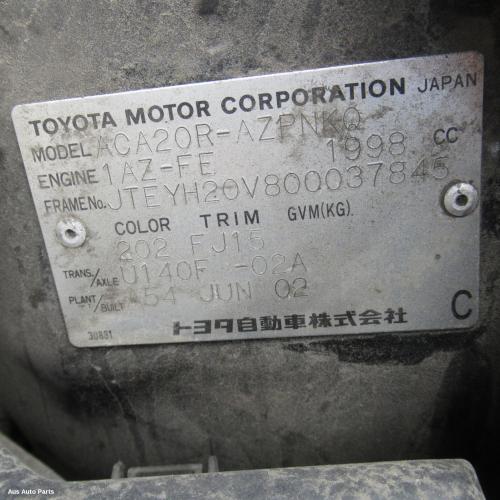 TOYOTA MOTOR CORPORATION JAPAN
MODEL ACA20R-AZPNKQ
ENGINE 1AZ-FE 1998 CC
FRAME No. JTEYH20V800037845
COLOR TRIM GVM(KG).
202 FJ15
TRANS./AXLE U140F -02A
PLANT/BUILT A54 JUN 02
トヨタ自動車株式会社 C
30831
Aus Auto Parts